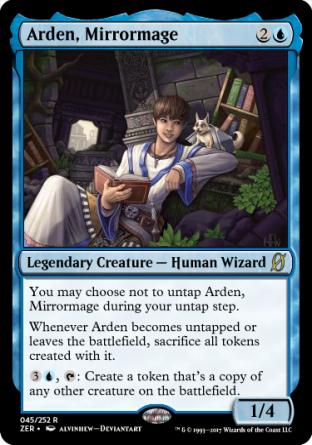 Arden, Mirrormage 2
Legendary Creature — Human Wizard
You may choose not to untap Arden,
Mirrormage during your untap step.
Whenever Arden becomes untapped or
leaves the battlefield, sacrifice all tokens
created with it.
3, : Create a token that's a copy
of any other creature on the battlefield.
1/4
045/252 R
ZER • ALVINHEW—DEVIANTART
™ & © 1993–2017 Wizards of the Coast LLC